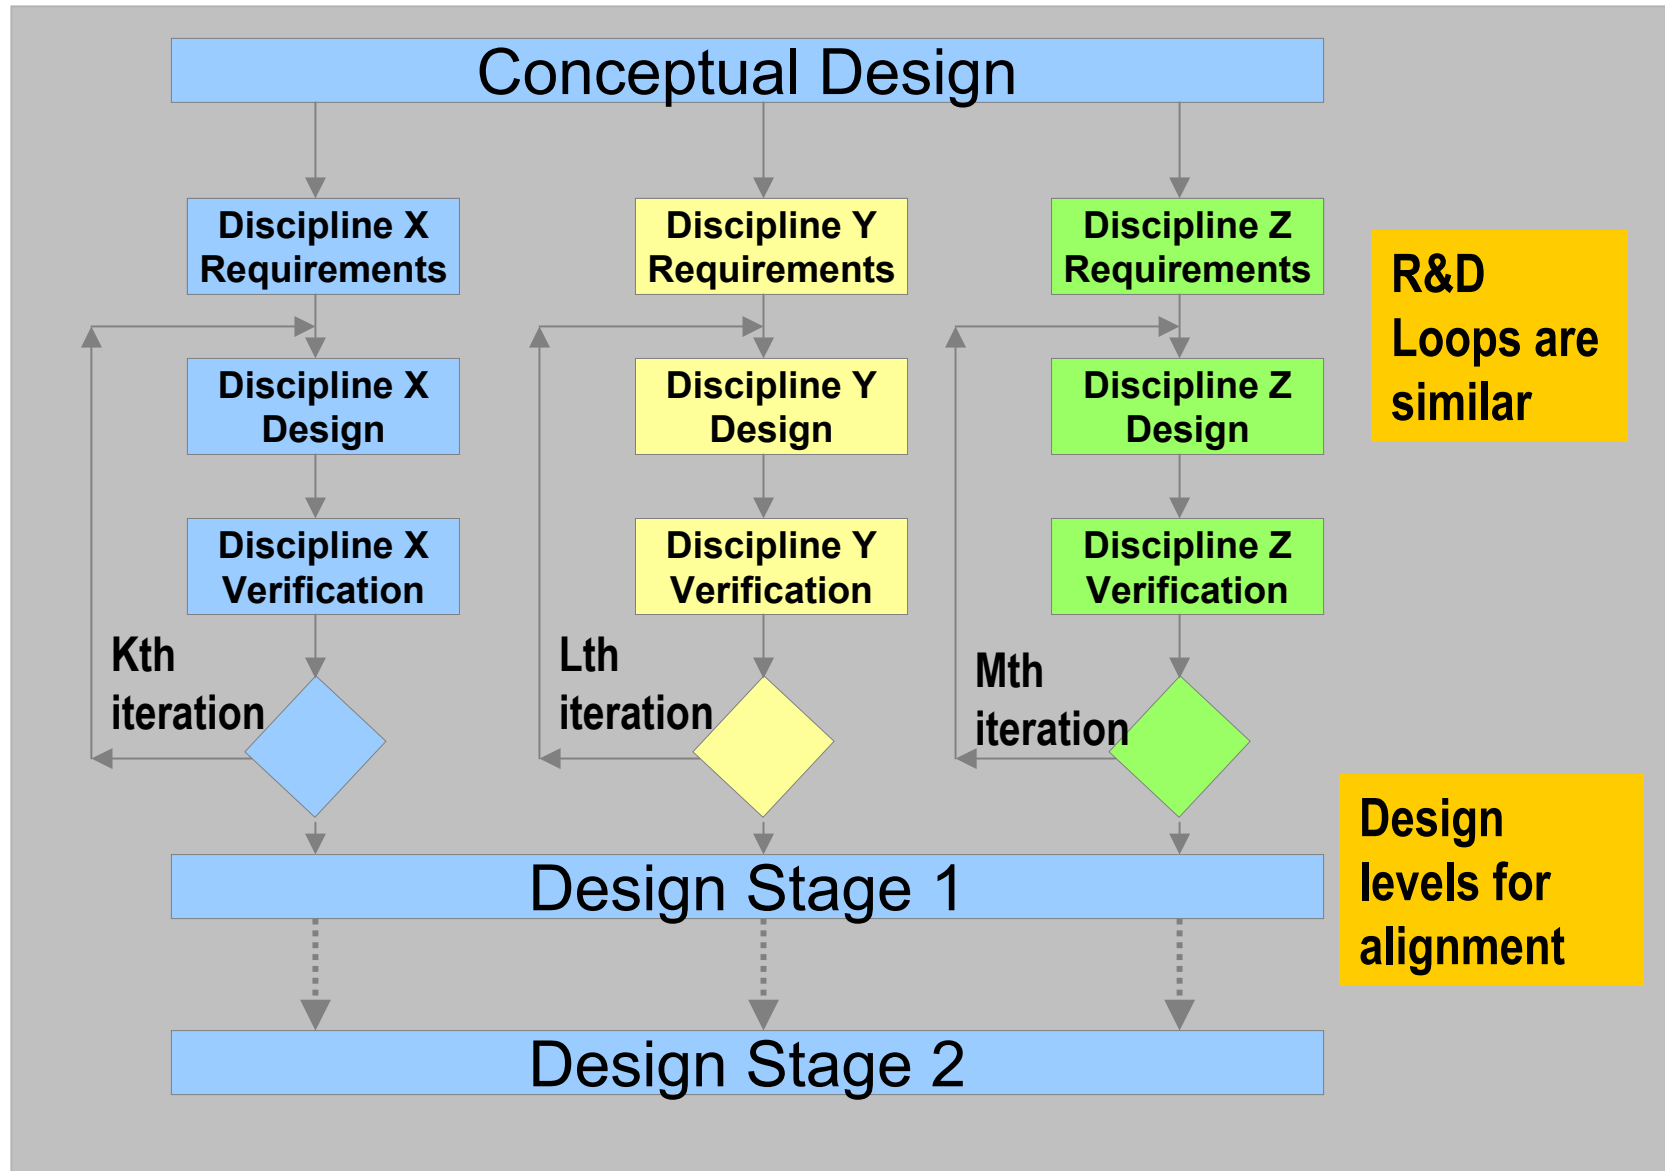 Conceptual Design
Discipline X
Requirements
Discipline Y
Requirements
Discipline Z
Requirements
R&D
Loops are
similar
Discipline X
Design
Discipline Y
Design
Discipline Z
Design
Discipline X
Verification
Discipline Y
Verification
Discipline Z
Verification
Kth
iteration
Lth
iteration
Mth
iteration
Design
levels for
alignment
Design Stage 1
Design Stage 2